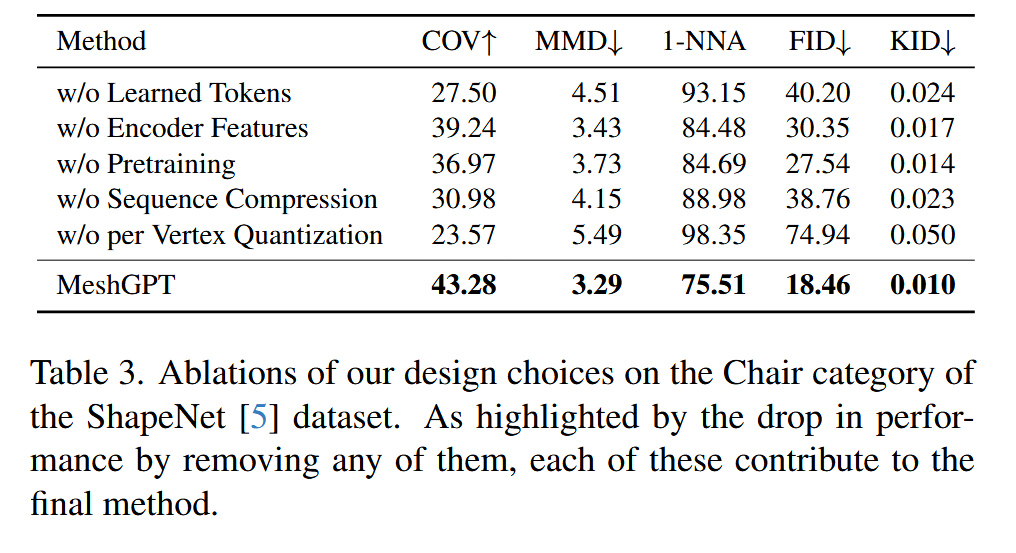 Method COV↑ MMD↓ 1-NNA FID↓ KID↓
w/o Learned Tokens 27.50 4.51 93.15 40.20 0.024
w/o Encoder Features 39.24 3.43 84.48 30.35 0.017
w/o Pretraining 36.97 3.73 84.69 27.54 0.014
w/o Sequence Compression 30.98 4.15 88.98 38.76 0.023
w/o per Vertex Quantization 23.57 5.49 98.35 74.94 0.050
MeshGPT 43.28 3.29 75.51 18.46 0.010
Table 3. Ablations of our design choices on the Chair category of
the ShapeNet [5] dataset. As highlighted by the drop in perfor-
mance by removing any of them, each of these contribute to the
final method.